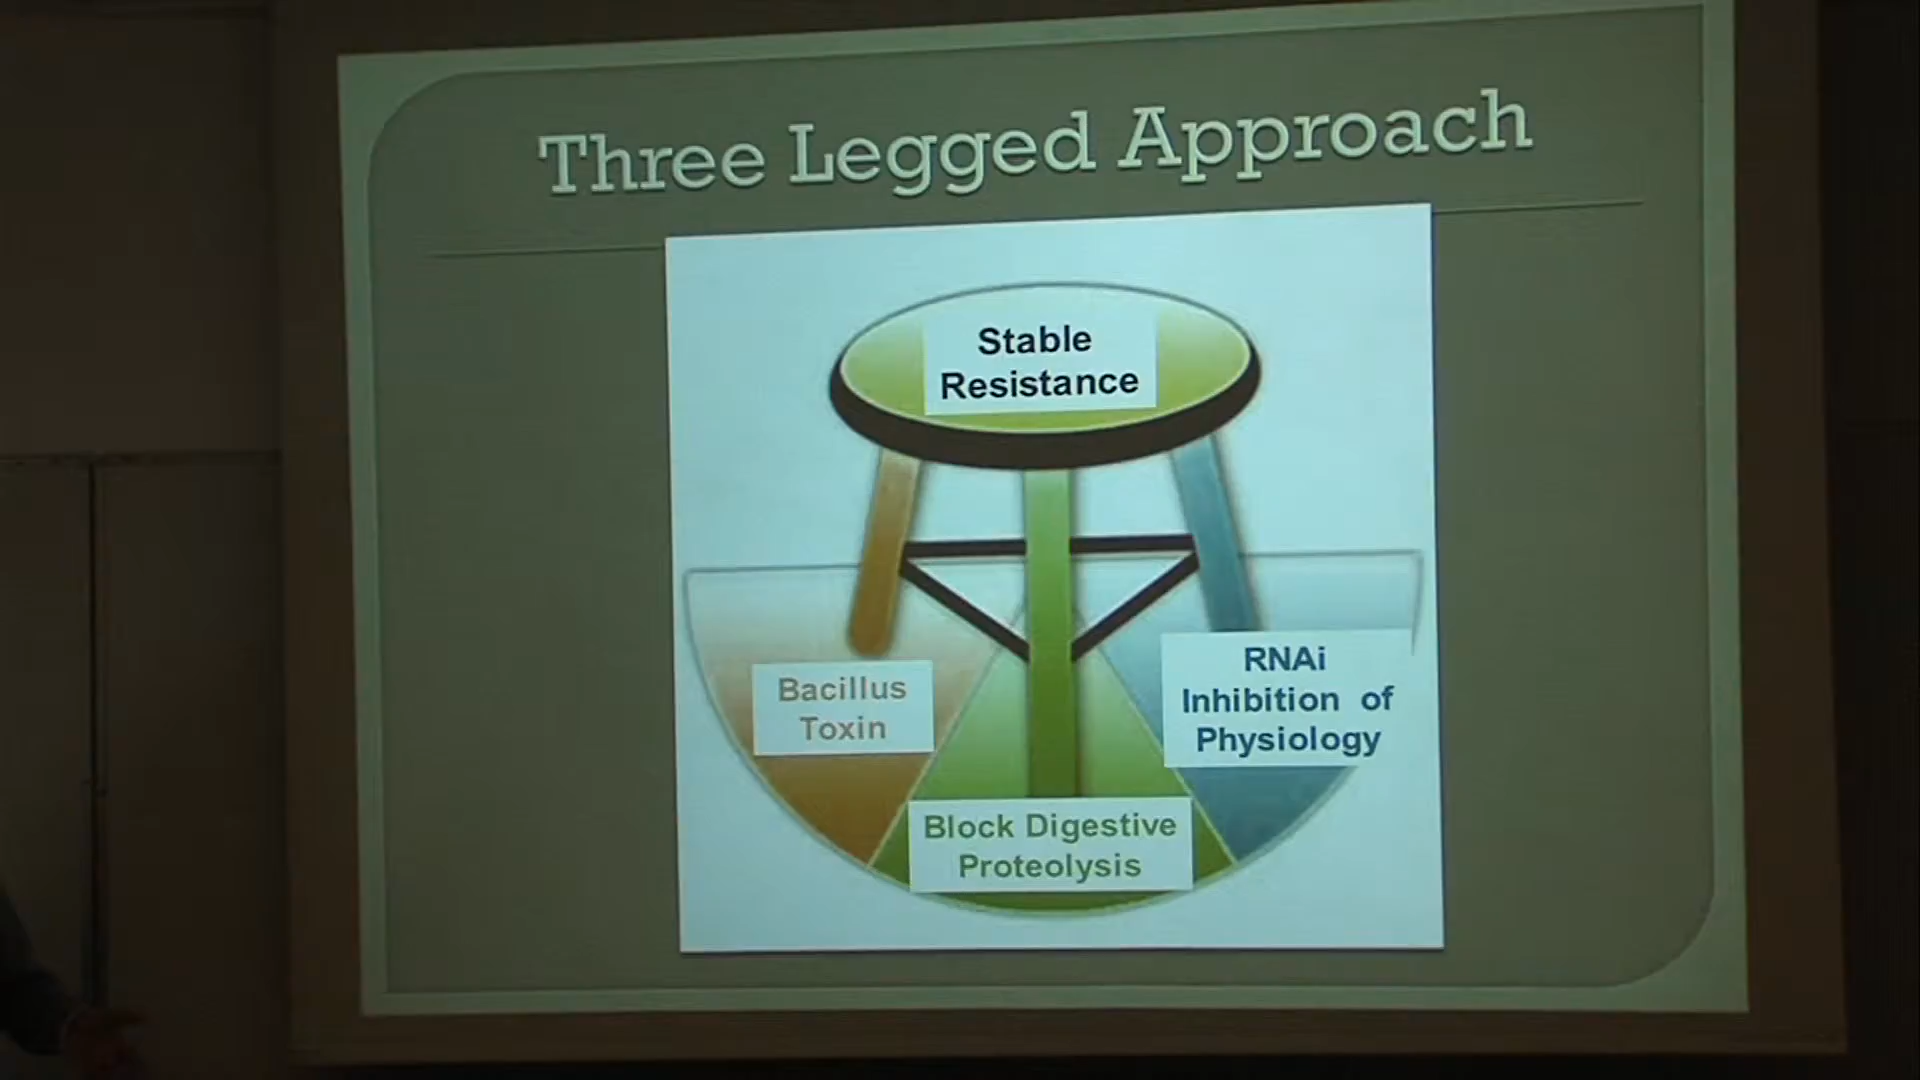 Three Legged Approach
Stable
Resistance
Bacillus
Toxin
Block Digestive
Proteolysis
RNAi
Inhibition of
Physiology